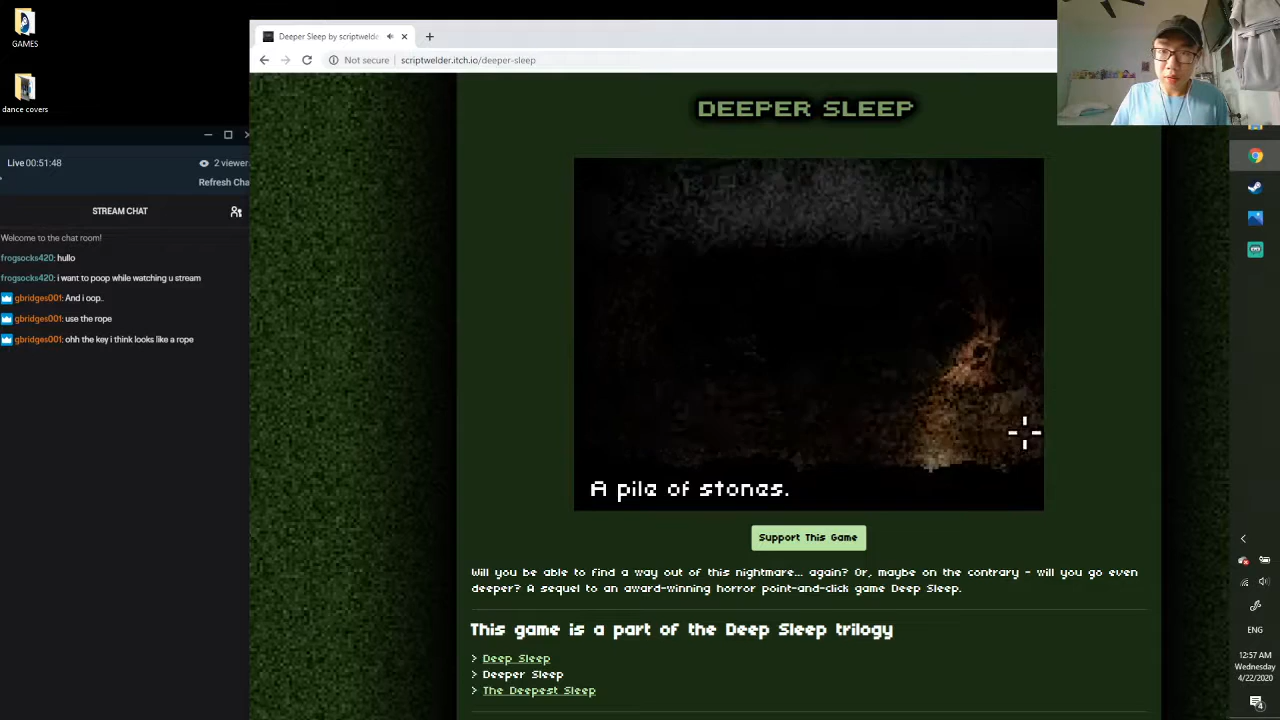 GAMES
dance covers
Live 00:51:48
2 viewer
Refresh Cha
STREAM CHAT
Welcome to the chat room!
frogsocks420: hullo
frogsocks420: i want to poop while watching u stream
gbridges001: And i oop..
gbridges001: use the rope
gbridges001: ohh the key i think looks like a rope
Deeper Sleep by scriptwelde
Not secure
scriptwelder.itch.io/deeper-sleep
DEEPER SLEEP
A pile of stones.
Support This Game
Will you be able to find a way out of this nightmare... again? Or, maybe on the contrary - will you go even
deeper? A sequel to an award-winning horror point-and-click game Deep Sleep.
This game is a part of the Deep Sleep trilogy
> Deep Sleep
> Deeper Sleep
> The Deepest Sleep
ENG
12:57 AM
Wednesday
4/22/2020
4